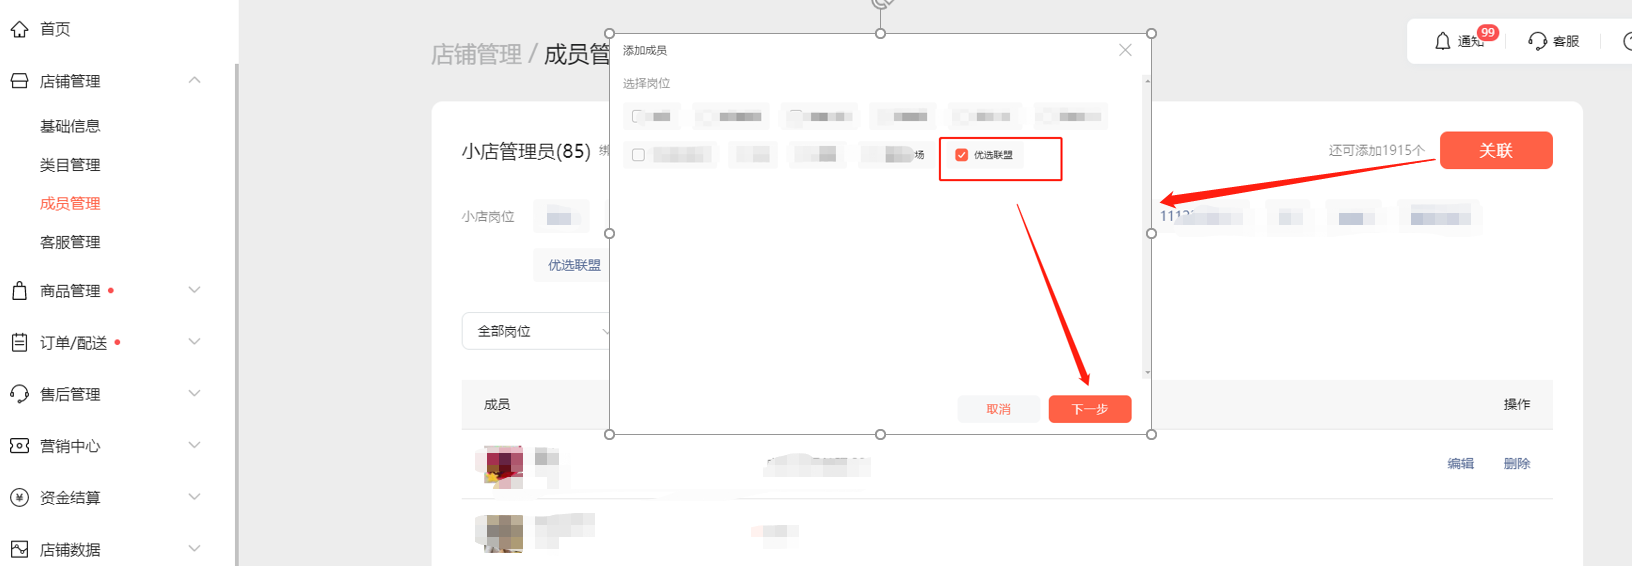 首页
店铺管理
基础信息
类目管理
成员管理
客服管理
商品管理
订单/配送
售后管理
营销中心
资金结算
店铺数据
店铺管理 / 成员管
通知
99
客服
小店管理员(85)
还可添加1915个
关联
小店岗位
优选联盟
全部岗位
成员
操作
编辑
删除
添加成员
选择岗位
场
优选联盟
取消
下一步